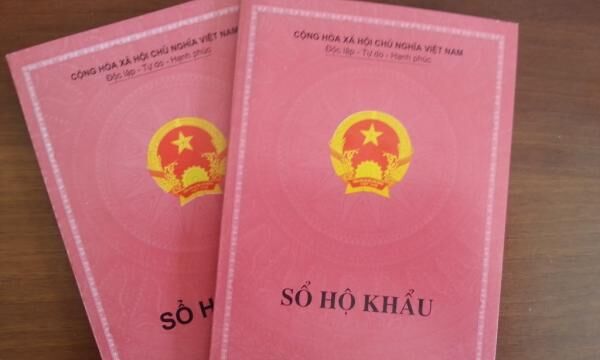 CỘNG HÒA XÃ HỘI CHỦ NGHĨA VIỆT NAM
Độc lập - Tự do - Hạnh phúc
SỔ H
CỘNG HÒA XÃ HỘI CHỦ NGHĨA VIỆT NAM
Độc lập - Tự do - Hạnh phúc
SỔ HỘ KHẨU